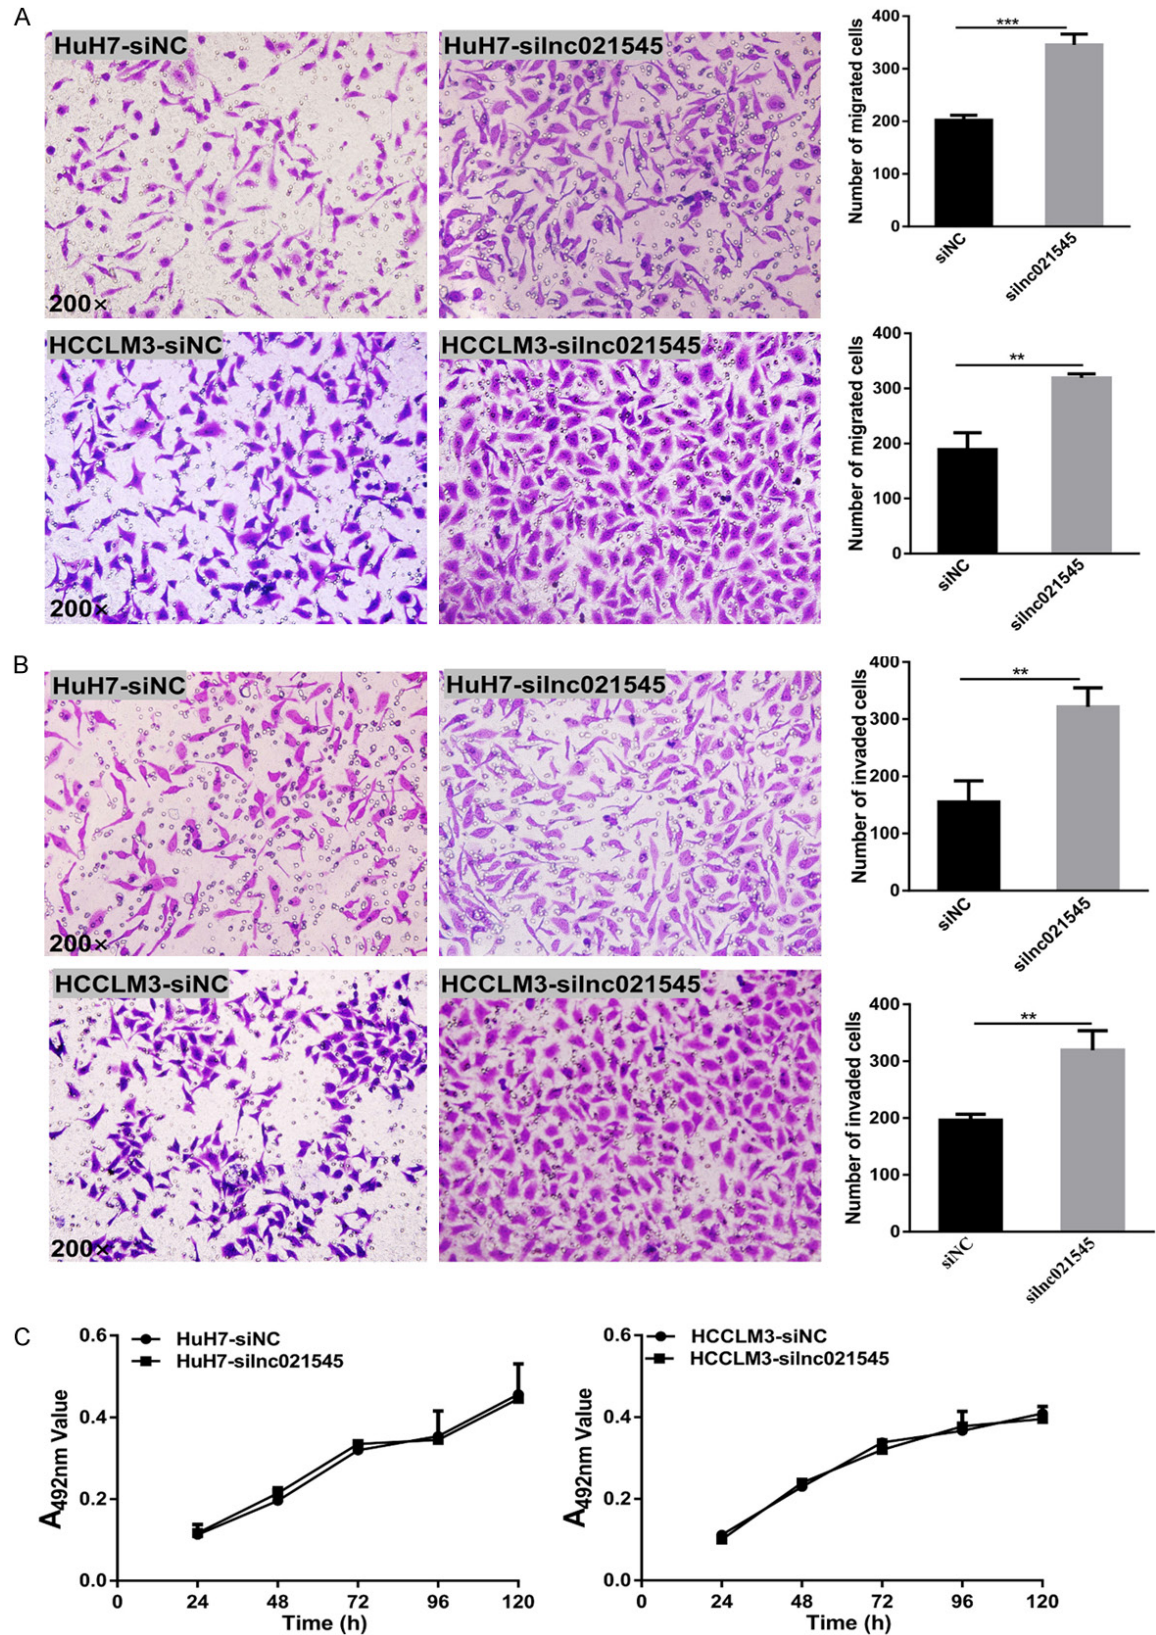 A
HuH7-siNC
HuH7-silnc021545
200×
Number of migrated cells
400
300
200
100
0
***
siNC
silnc021545
HCCLM3-siNC
HCCLM3-silnc021545
200×
Number of migrated cells
400
300
200
100
0
**
siNC
silnc021545
B
HuH7-siNC
HuH7-silnc021545
200×
Number of invaded cells
400
300
200
100
0
**
siNC
silnc021545
HCCLM3-siNC
HCCLM3-silnc021545
200×
Number of invaded cells
400
300
200
100
0
**
siNC
silnc021545
C
HuH7-siNC
HuH7-silnc021545
A492nm Value
0.6
0.4
0.2
0.0
0 24 48 72 96 120
Time (h)
HCCLM3-siNC
HCCLM3-silnc021545
A492nm Value
0.6
0.4
0.2
0.0
0 24 48 72 96 120
Time (h)